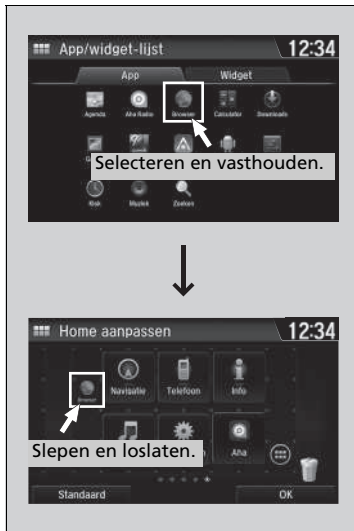 App/widget-lijst 12:34
App Widget
Agenda Aha Radio Browser Calculator Downloads
Selecteren en vasthouden.
Klok Muziek Zoeken
Home aanpassen 12:34
Browser Navigatie Telefoon Info
Slepen en loslaten.
Aha
Standaard OK